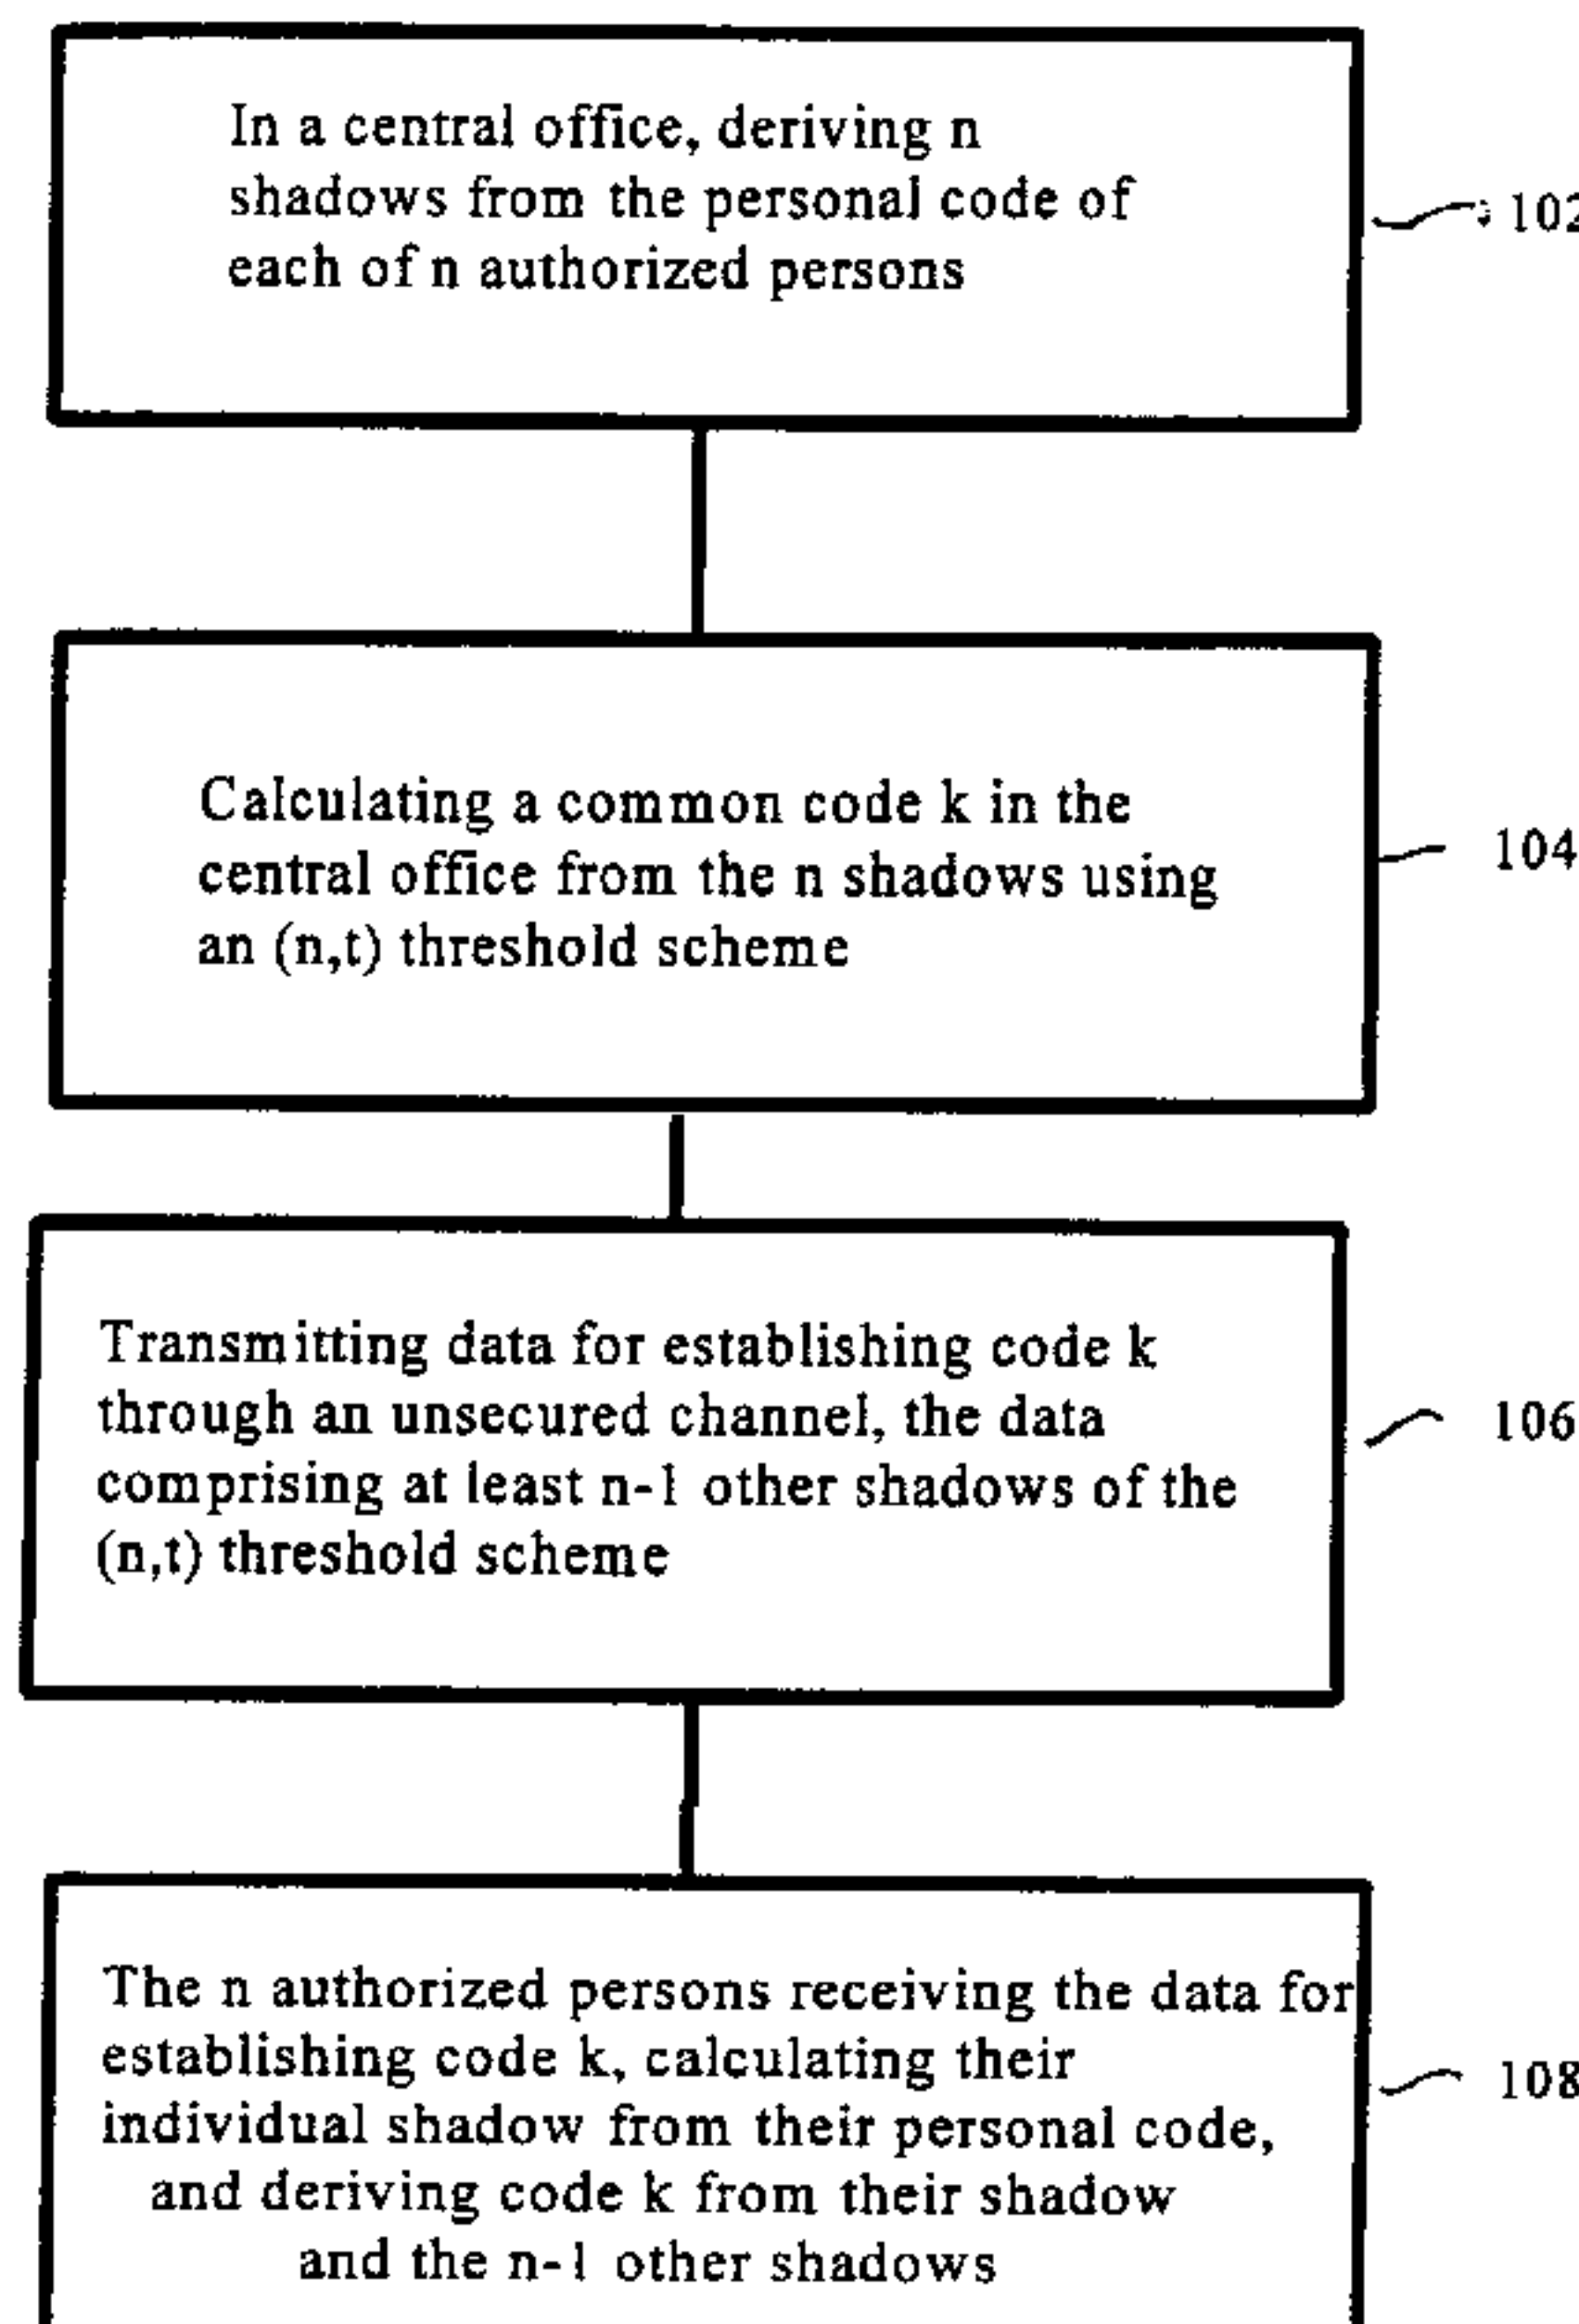 In a central office, deriving n
shadows from the personal code of
each of n authorized persons
102
Calculating a common code k in the
central office from the n shadows using
an (n,t) threshold scheme
104
Transmitting data for establishing code k
through an unsecured channel, the data
comprising at least n-1 other shadows of the
(n,t) threshold scheme
106
The n authorized persons receiving the data for
establishing code k, calculating their
individual shadow from their personal code,
and deriving code k from their shadow
and the n-1 other shadows
108